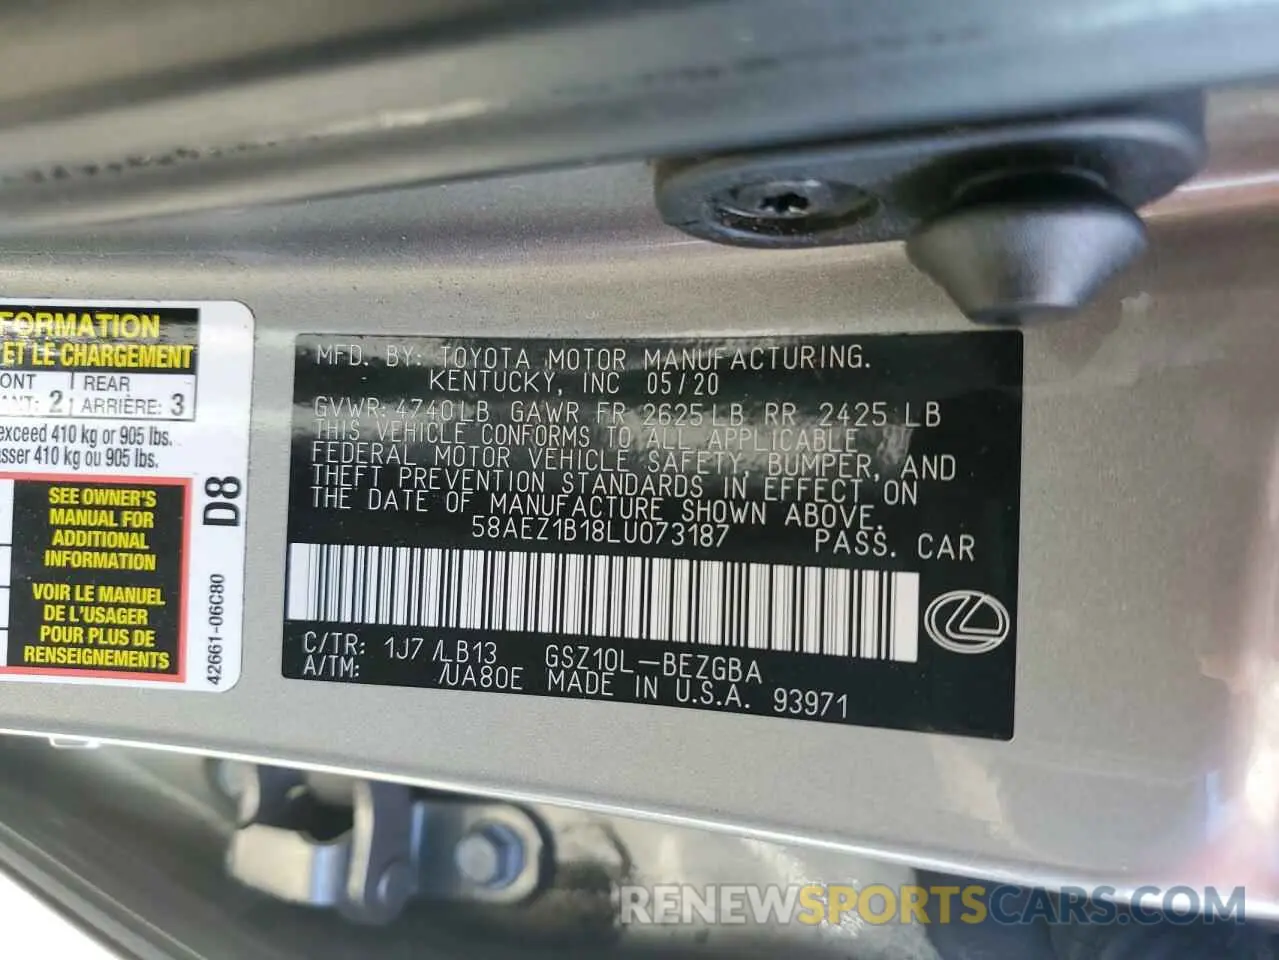 FORMATION
ET LE CHARGEMENT
ONT REAR
ANT: 2 ARRIÈRE: 3
exceed 410 kg or 905 lbs.
sser 410 kg ou 905 lbs.
SEE OWNER'S
MANUAL FOR
ADDITIONAL
INFORMATION
VOIR LE MANUEL
DE L'USAGER
POUR PLUS DE
RENSEIGNEMENTS
D8
42661-06C80
MFD. BY: TOYOTA MOTOR MANUFACTURING.
KENTUCKY, INC 05/20
GVWR: 4740LB GAWR FR 2625 LB RR 2425 LB
THIS VEHICLE CONFORMS TO ALL APPLICABLE
FEDERAL MOTOR VEHICLE SAFETY BUMPER, AND
THEFT PREVENTION STANDARDS IN EFFECT ON
THE DATE OF MANUFACTURE SHOWN ABOVE.
58AEZ1B18LU073187 PASS. CAR
C/TR: 1J7 /LB13 GSZ10L-BEZGBA
A/TM: /UA80E MADE IN U.S.A. 93971
RENEWSPORTSCARS.COM